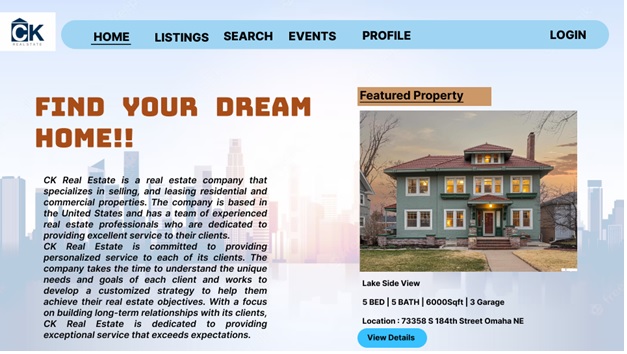 CK
REAL ESTATE
HOME
LISTINGS
SEARCH
EVENTS
PROFILE
LOGIN
FIND YOUR DREAM
HOME!!
CK Real Estate is a real estate company that
specializes in selling, and leasing residential and
commercial properties. The company is based in
the United States and has a team of experienced
real estate professionals who are dedicated to
providing excellent service to their clients.
CK Real Estate is committed to providing
personalized service to each of its clients. The
company takes the time to understand the unique
needs and goals of each client and works to
develop a customized strategy to help them
achieve their real estate objectives. With a focus
on building long-term relationships with its clients,
CK Real Estate is dedicated to providing
exceptional service that exceeds expectations.
Featured Property
Lake Side View
5 BED | 5 BATH | 6000Sqft | 3 Garage
Location : 73358 S 184th Street Omaha NE
View Details